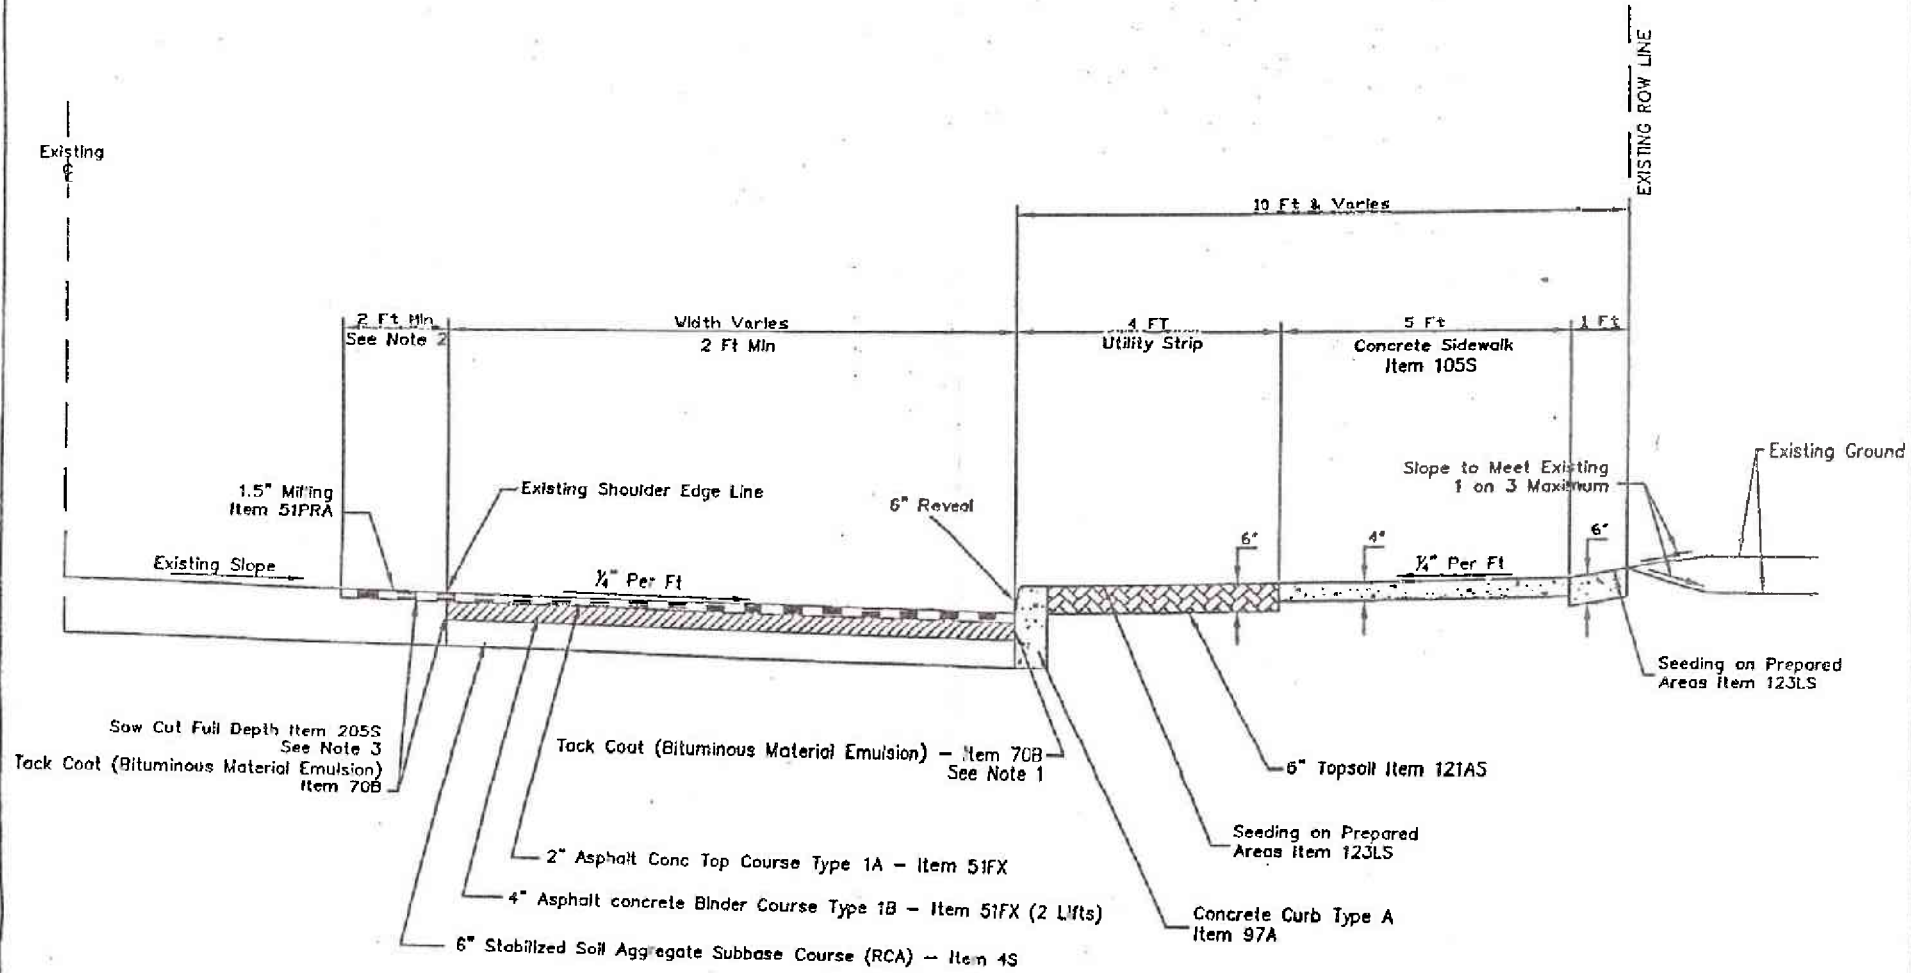 EXISTING ROW LINE
Existing
℄
10 Ft & Varies
2 Ft Min
See Note 2
Width Varies
2 Ft Min
4 FT
Utility Strip
5 Ft
Concrete Sidewalk
Item 105S
1 Ft
1.5" Milling
Item 51PRA
Existing Shoulder Edge Line
6" Reveal
Slope to Meet Existing
1 on 3 Maximum
Existing Ground
Existing Slope
¼" Per Ft
6"
4"
¼" Per Ft
6"
Seeding on Prepared
Areas Item 123LS
Saw Cut Full Depth Item 205S
See Note 3
Tack Coat (Bituminous Material Emulsion)
Item 70B
Tack Coat (Bituminous Material Emulsion) - Item 70B
See Note 1
6" Topsoil Item 121AS
Seeding on Prepared
Areas Item 123LS
2" Asphalt Conc Top Course Type 1A - Item 51FX
4" Asphalt concrete Binder Course Type 1B - Item 51FX (2 Lifts)
Concrete Curb Type A
Item 97A
6" Stabilized Soil Aggregate Subbase Course (RCA) - Item 4S